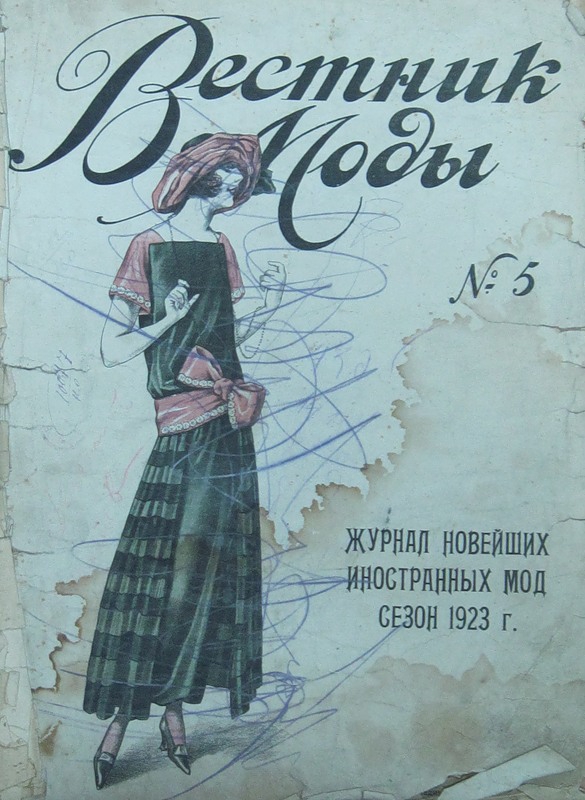 Вестник
Моды
№ 5
ЖУРНАЛ НОВЕЙШИХ
ИНОСТРАННЫХ МОД
СЕЗОН 1923 г.